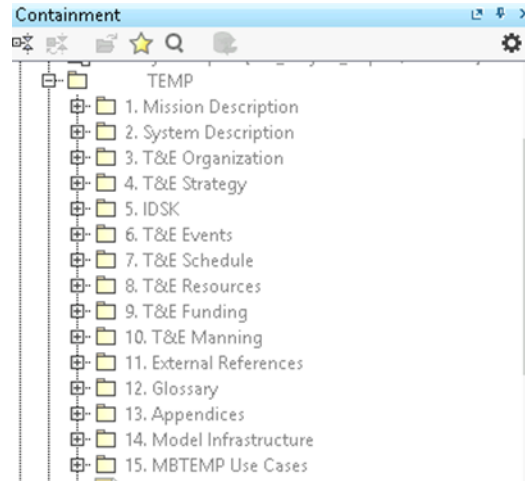 Containment
TEMP
1. Mission Description
2. System Description
3. T&E Organization
4. T&E Strategy
5. IDSK
6. T&E Events
7. T&E Schedule
8. T&E Resources
9. T&E Funding
10. T&E Manning
11. External References
12. Glossary
13. Appendices
14. Model Infrastructure
15. MBTEMP Use Cases